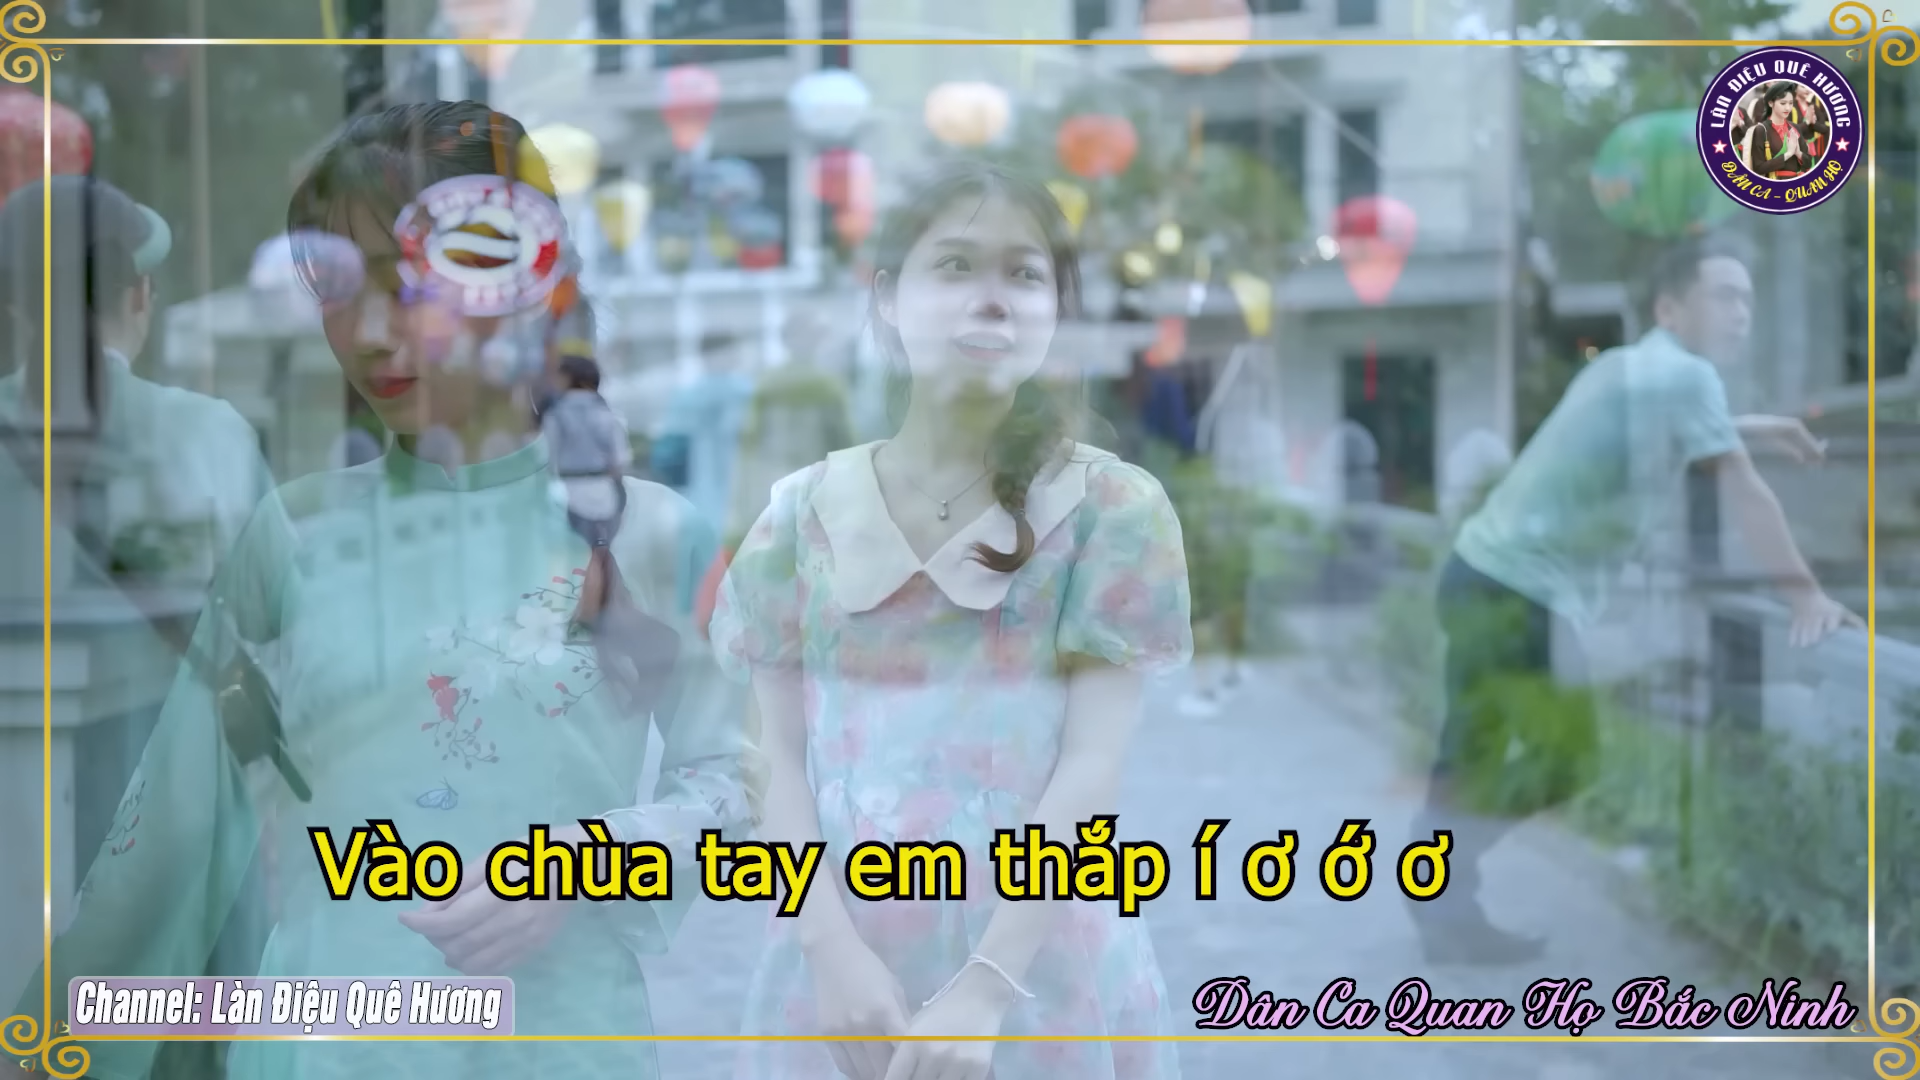 LÀN ĐIỆU QUÊ HƯƠNG
DÂN CA - QUAN HỌ
Vào chùa tay em thắp í ơ ớ ơ
Channel: Làn Điệu Quê Hương
Dân Ca Quan Họ Bắc Ninh